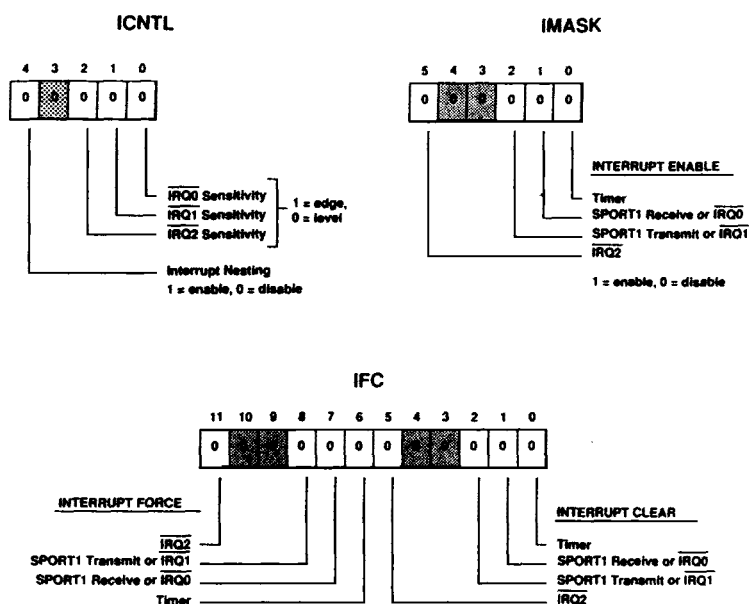 ICNTL
4 3 2 1 0
0 0 0 0 0
IRQ0 Sensitivity
IRQ1 Sensitivity
IRQ2 Sensitivity
1 = edge,
0 = level
Interrupt Nesting
1 = enable, 0 = disable
IMASK
5 4 3 2 1 0
0 0 0 0 0 0
INTERRUPT ENABLE
Timer
SPORT1 Receive or IRQ0
SPORT1 Transmit or IRQ1
IRQ2
1 = enable, 0 = disable
IFC
11 10 9 8 7 6 5 4 3 2 1 0
0 0 0 0 0 0 0 0
INTERRUPT FORCE
IRQ2
SPORT1 Transmit or IRQ1
SPORT1 Receive or IRQ0
Timer
INTERRUPT CLEAR
Timer
SPORT1 Receive or IRQ0
SPORT1 Transmit or IRQ1
IRQ2